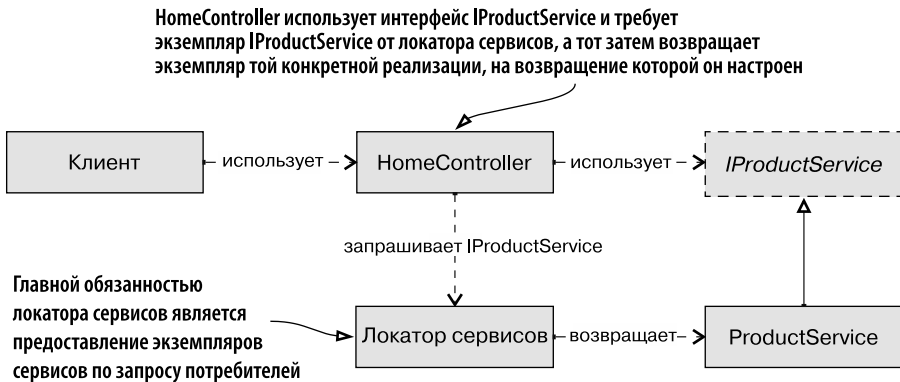 HomeController использует интерфейс IProductService и требует
экземпляр IProductService от локатора сервисов, а тот затем возвращает
экземпляр той конкретной реализации, на возвращение которой он настроен
Клиент
использует
HomeController
использует
IProductService
запрашивает IProductService
Главной обязанностью
локатора сервисов является
предоставление экземпляров
сервисов по запросу потребителей
Локатор сервисов
возвращает
ProductService